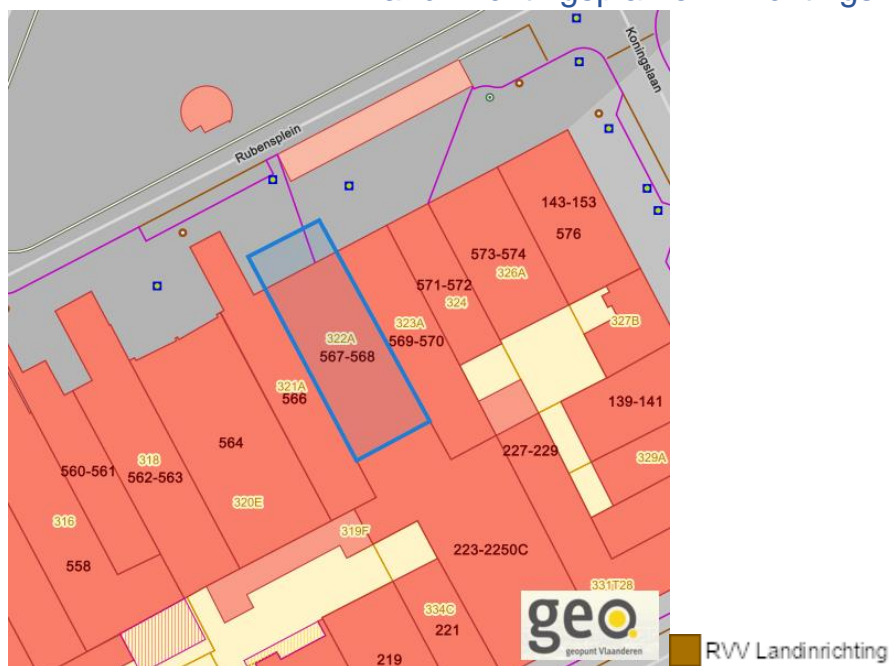 Rubensplein
Koningslaan
143-153
576
573-574
326A
571-572
324
323A
569-570
322A
567-568
321A
566
327B
139-141
329A
227-229
564
318
562-563
560-561
316
558
320E
319F
223-2250C
331T28
334C
221
219
geo
geopunt Vlaanderen
RVV Landinrichting